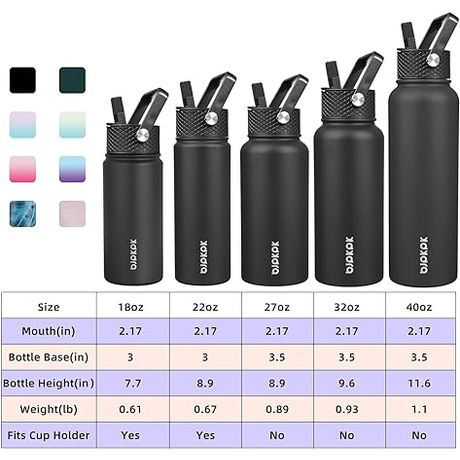 BJPKPK BJPKPK BJPKPK BJPKPK BJPKPK
Size 18oz 22oz 27oz 32oz 40oz
Mouth(in) 2.17 2.17 2.17 2.17 2.17
Bottle Base(in) 3 3 3.5 3.5 3.5
Bottle Height(in) 7.7 8.9 8.9 9.6 11.6
Weight(lb) 0.61 0.67 0.89 0.93 1.1
Fits Cup Holder Yes Yes No No No